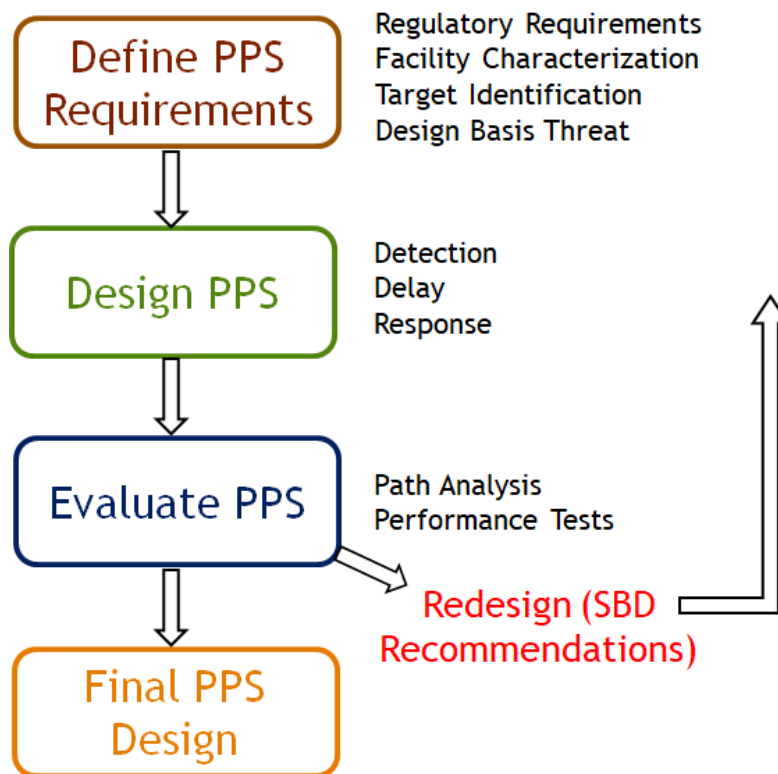 Define PPS
Requirements
Regulatory Requirements
Facility Characterization
Target Identification
Design Basis Threat
Design PPS
Detection
Delay
Response
Evaluate PPS
Path Analysis
Performance Tests
Redesign (SBD
Recommendations)
Final PPS
Design